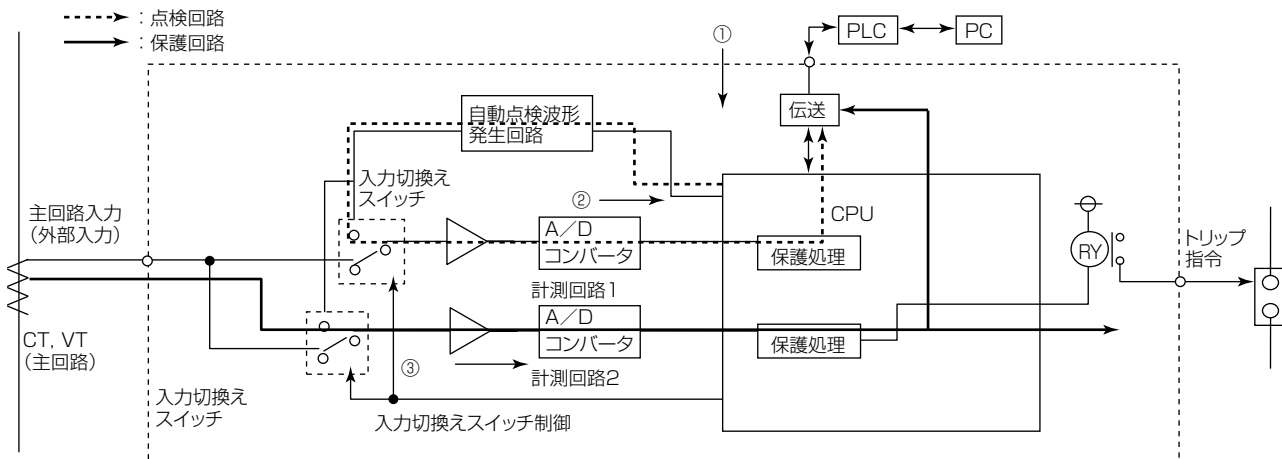 ：点検回路
：保護回路
①
PLC
PC
自動点検波形
発生回路
伝送
入力切換え
スイッチ
②
CPU
主回路入力
（外部入力）
A／D
コンバータ
保護処理
RY
トリップ
指令
計測回路1
A／D
コンバータ
保護処理
CT, VT
（主回路）
③
計測回路2
入力切換え
スイッチ
入力切換えスイッチ制御